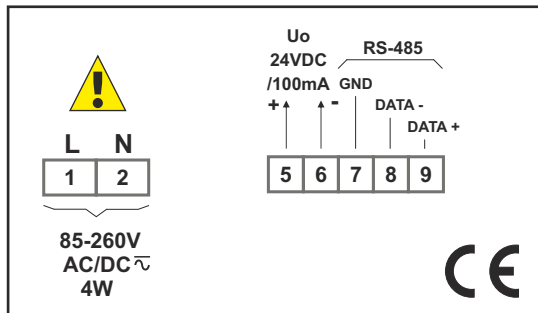 !
L N
1 2
85-260V
AC/DC
4W
Uo
24VDC
/100mA
+ -
RS-485
GND
DATA -
DATA +
5 6 7 8 9
CE